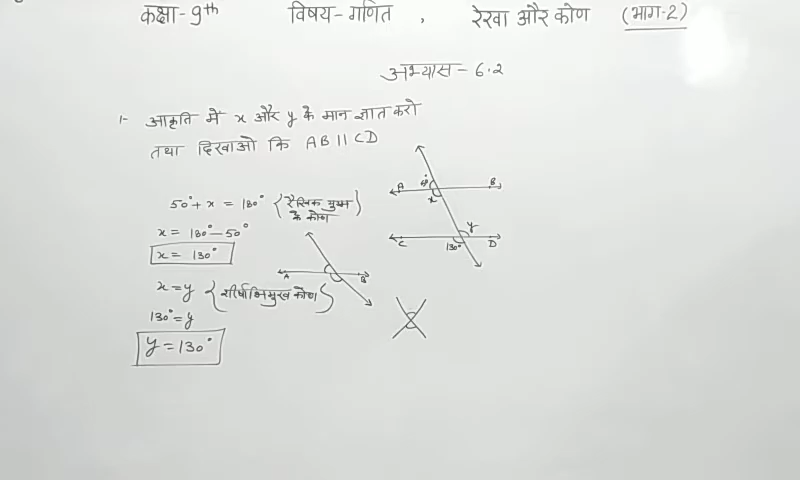 कक्षा-9th विषय-गणित , रेखा और कोण (भाग-2)
अभ्यास-6.2
1- आकृति में x और y के मान ज्ञात करो
तथा दिखाओ कि AB || CD
50°+x = 180° {रैखिक युग्म
के कोण}
x = 180°-50°
x = 130°
x=y {शीर्षाभिमुख कोण}
130°=y
y=130°
A B
A B
x
y
C D
130°